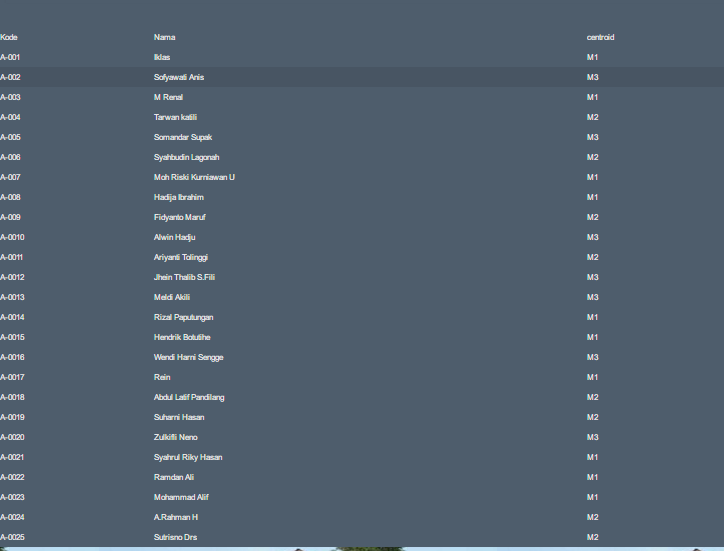 Kode Nama centroid
A-001 Iklas M1
A-002 Sofyawati Anis M3
A-003 M Renal M1
A-004 Tarwan katili M2
A-005 Somandar Supak M3
A-006 Syahbudin Lagonah M2
A-007 Moh Riski Kurniawan U M1
A-008 Hadija Ibrahim M1
A-009 Fidyanto Maruf M2
A-0010 Alwin Hadju M3
A-0011 Ariyanti Tolinggi M2
A-0012 Jhein Thalib S.Fili M3
A-0013 Meldi Akili M3
A-0014 Rizal Paputungan M1
A-0015 Hendrik Botutihe M1
A-0016 Wendi Harni Sengge M3
A-0017 Rein M1
A-0018 Abdul Latif Pandilang M2
A-0019 Suharni Hasan M2
A-0020 Zulkifli Neno M3
A-0021 Syahrul Riky Hasan M1
A-0022 Ramdan Ali M1
A-0023 Mohammad Alif M1
A-0024 A.Rahman H M2
A-0025 Sutrisno Drs M2